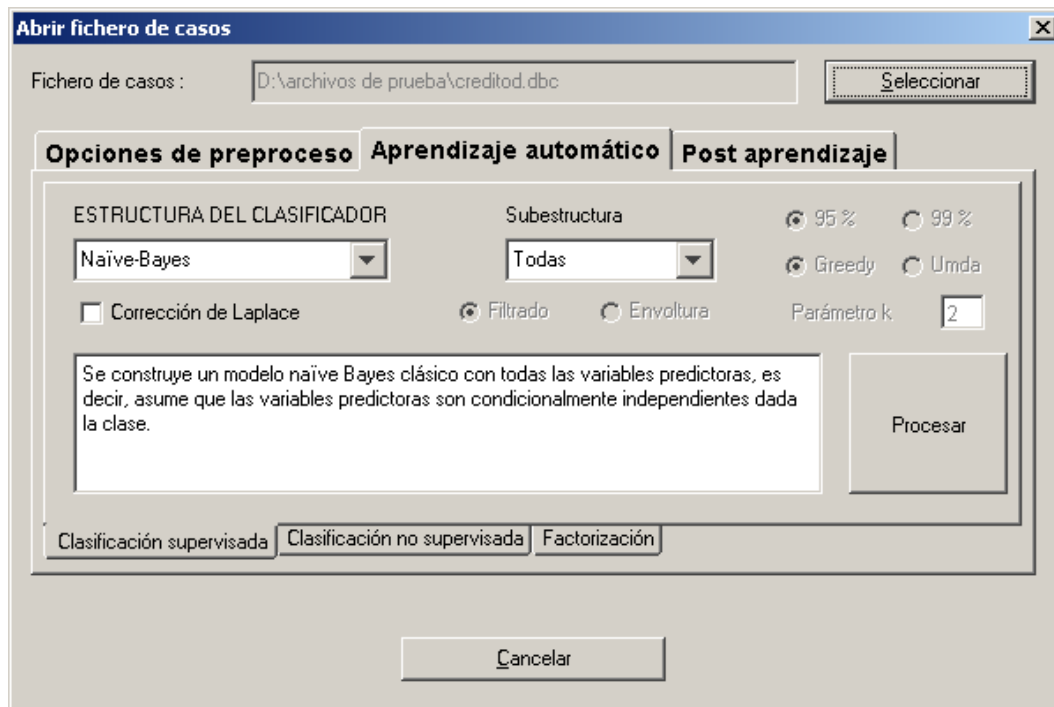 Abrir fichero de casos
Fichero de casos :
D:\archivos de prueba\creditod.dbc
Seleccionar
Opciones de preproceso
Aprendizaje automático
Post aprendizaje
ESTRUCTURA DEL CLASIFICADOR
Subestructura
95 %
99 %
Naïve-Bayes
Todas
Greedy
Umda
Corrección de Laplace
Filtrado
Envoltura
Parámetro k
2
Se construye un modelo naïve Bayes clásico con todas las variables predictoras, es
decir, asume que las variables predictoras son condicionalmente independientes dada
la clase.
Procesar
Clasificación supervisada
Clasificación no supervisada
Factorización
Cancelar